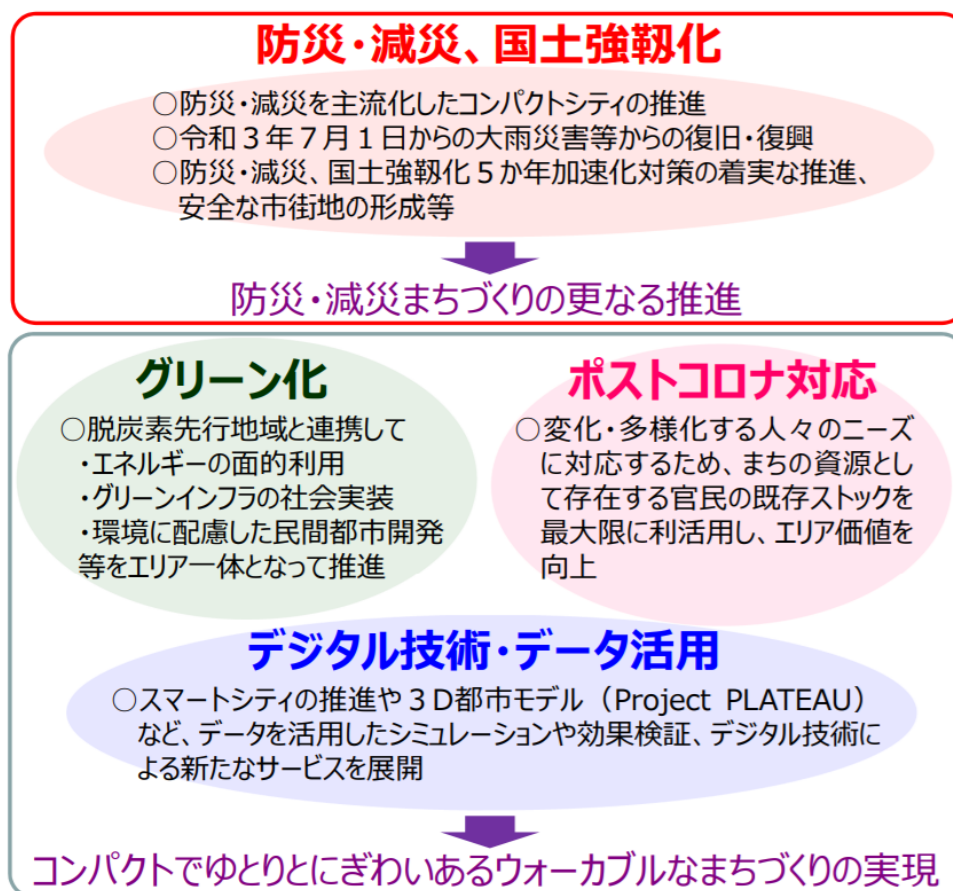 防災・減災、国土強靱化
○防災・減災を主流化したコンパクトシティの推進
○令和３年７月１日からの大雨災害等からの復旧・復興
○防災・減災、国土強靱化５か年加速化対策の着実な推進、
安全な市街地の形成等
防災・減災まちづくりの更なる推進
グリーン化
○脱炭素先行地域と連携して
・エネルギーの面的利用
・グリーンインフラの社会実装
・環境に配慮した民間都市開発
等をエリア一体となって推進
ポストコロナ対応
○変化・多様化する人々のニーズ
に対応するため、まちの資源とし
て存在する官民の既存ストックを
最大限に利活用し、エリア価値を
向上
デジタル技術・データ活用
○スマートシティの推進や３Ｄ都市モデル（Project PLATEAU）
など、データを活用したシミュレーションや効果検証、デジタル技術に
よる新たなサービスを展開
コンパクトでゆとりとにぎわいあるウォーカブルなまちづくりの実現